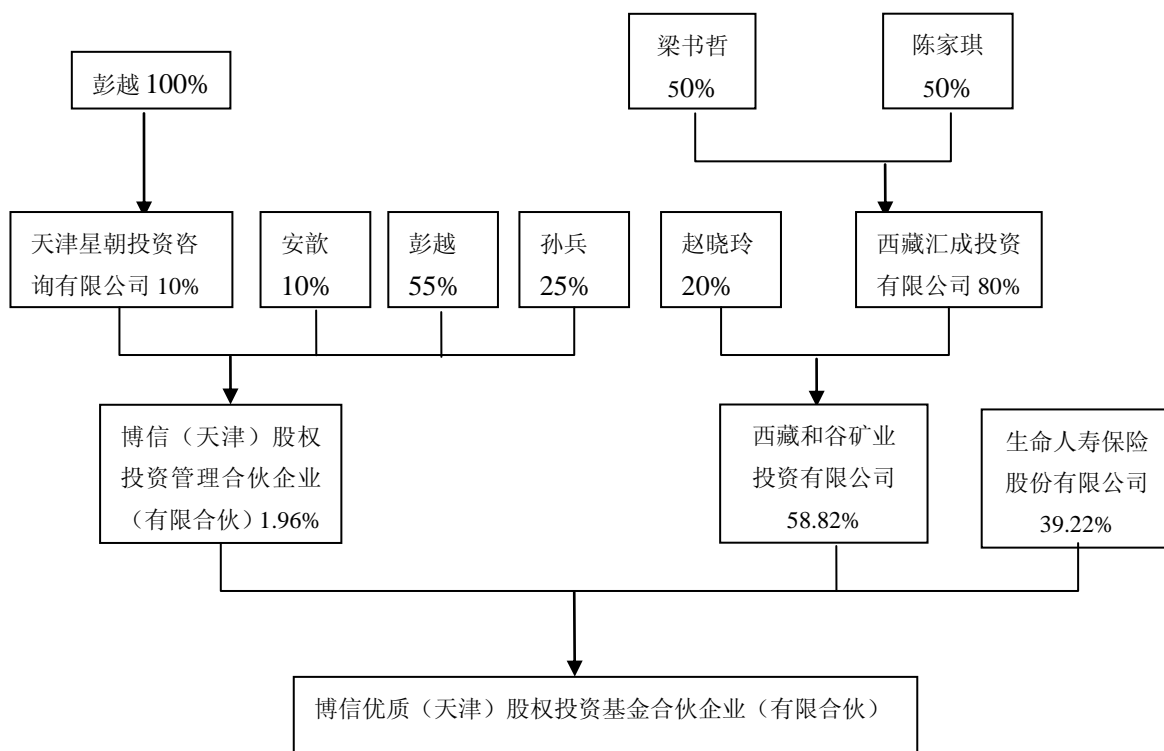 梁书哲
50%
陈家琪
50%
彭越 100%
天津星朝投资咨
询有限公司 10%
安歆
10%
彭越
55%
孙兵
25%
赵晓玲
20%
西藏汇成投资
有限公司 80%
博信（天津）股权
投资管理合伙企业
（有限合伙）1.96%
西藏和谷矿业
投资有限公司
58.82%
生命人寿保险
股份有限公司
39.22%
博信优质（天津）股权投资基金合伙企业（有限合伙）